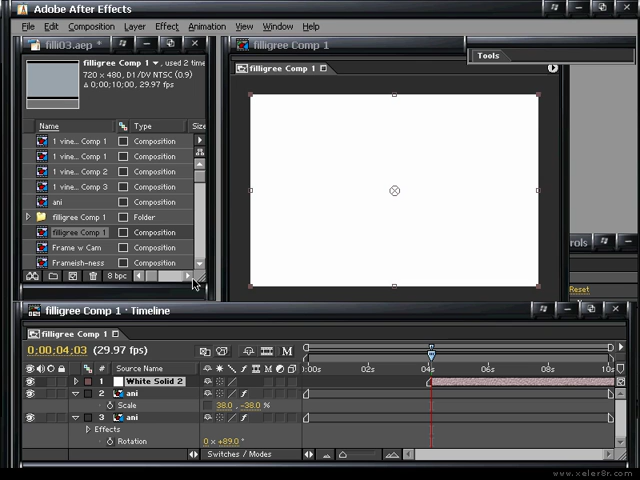 Adobe After Effects
File Edit Composition Layer Effect Animation View Window Help
filli03.aep *
filligree Comp 1
Tools
filligree Comp 1 , used 2 time
720 x 480, D1/DV NTSC (0.9)
Δ 0;00;10;00, 29.97 fps
filligree Comp 1
Name Type Size
1 vine... Comp 1 Composition
1 vine... Comp 1 Composition
1 vine... Comp 2 Composition
1 vine... Comp 3 Composition
ani Composition
filligree Comp 1 Folder
filligree Comp 1 Composition
Frame w Cam Composition
Frameish-ness Composition
rols
8 bpc
Reset
filligree Comp 1 · Timeline
filligree Comp 1
0;00;04;03 (29.97 fps)
M
# Source Name
0:00s 02s 04s 06s 08s 10s
1 White Solid 2
2 ani
Scale 38.0 , -38.0 %
3 ani
Effects
Rotation 0 x +89.0 °
Switches / Modes
www.xeler8r.com